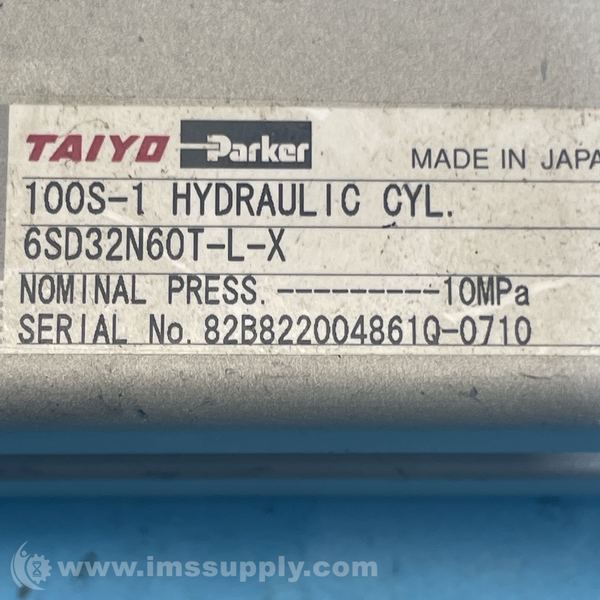 TAIYO Parker MADE IN JAPA
100S-1 HYDRAULIC CYL.
6SD32N60T-L-X
NOMINAL PRESS.---------10MPa
SERIAL No. 82B822004861Q-0710
www.imssupply.com